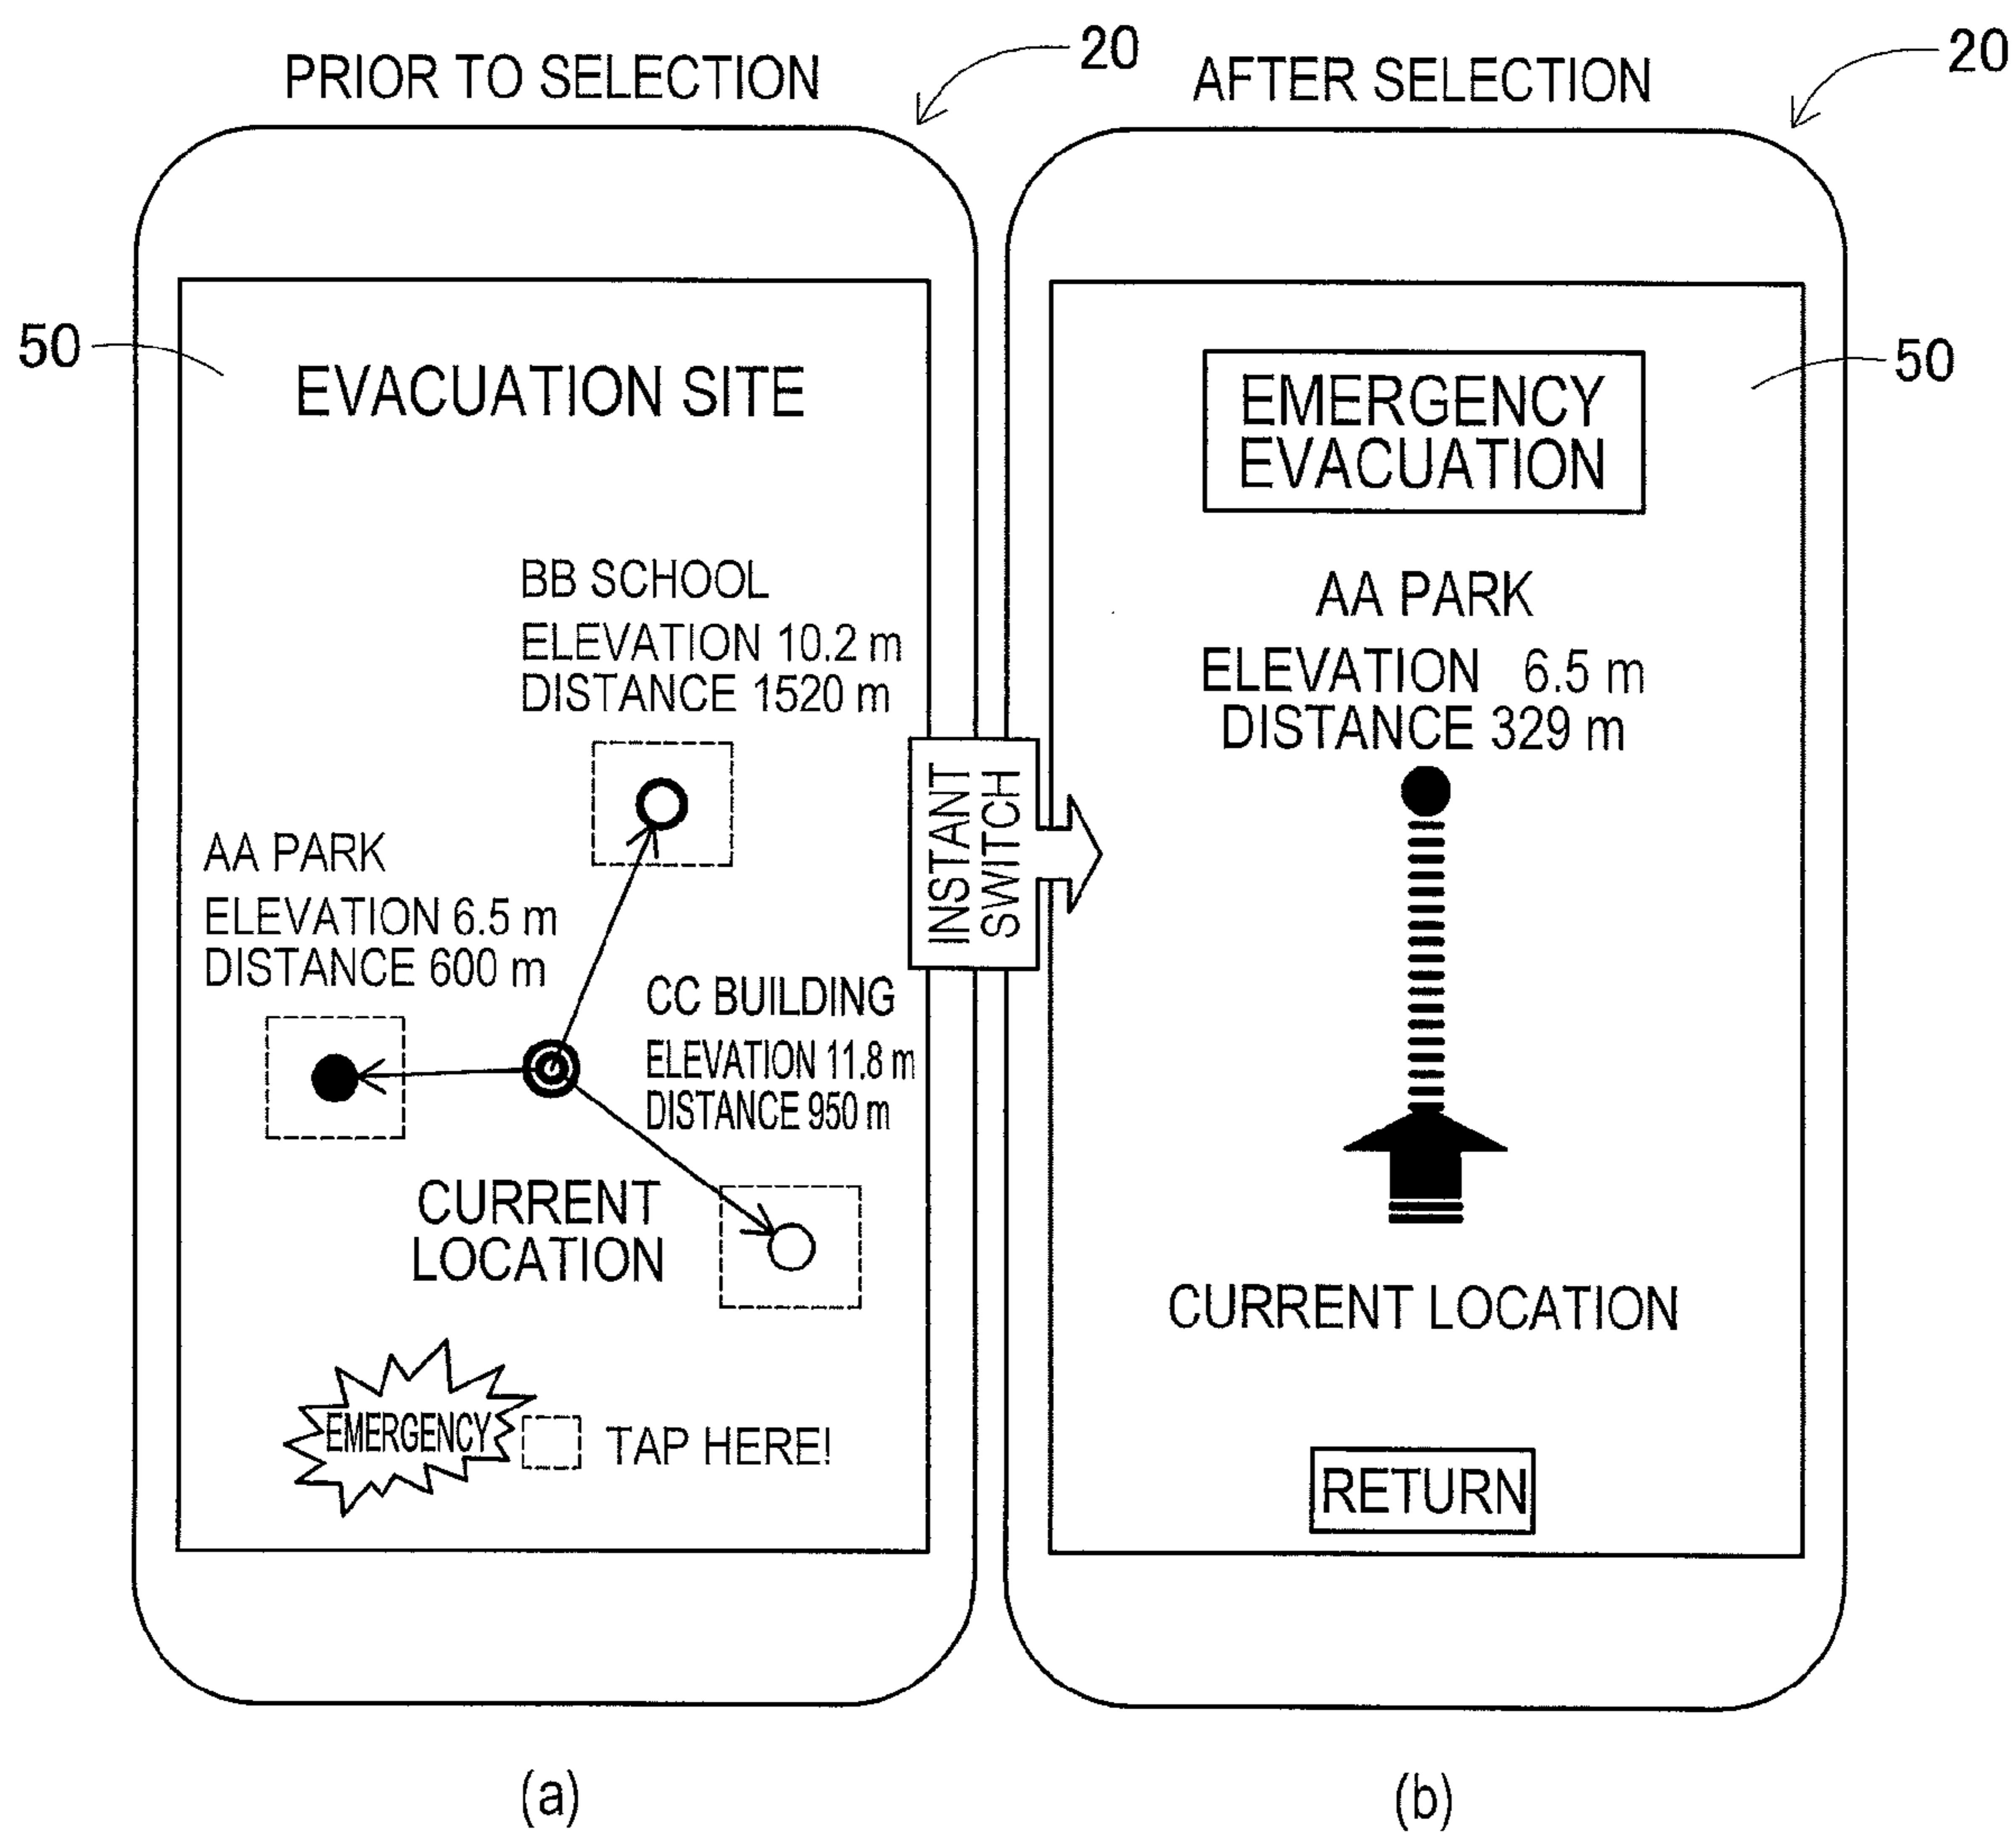 PRIOR TO SELECTION
20
50
EVACUATION SITE
BB SCHOOL
ELEVATION 10.2 m
DISTANCE 1520 m
AA PARK
ELEVATION 6.5 m
DISTANCE 600 m
CC BUILDING
ELEVATION 11.8 m
DISTANCE 950 m
CURRENT
LOCATION
EMERGENCY
TAP HERE!
(a)
INSTANT
SWITCH
AFTER SELECTION
20
50
EMERGENCY
EVACUATION
AA PARK
ELEVATION 6.5 m
DISTANCE 329 m
CURRENT LOCATION
RETURN
(b)